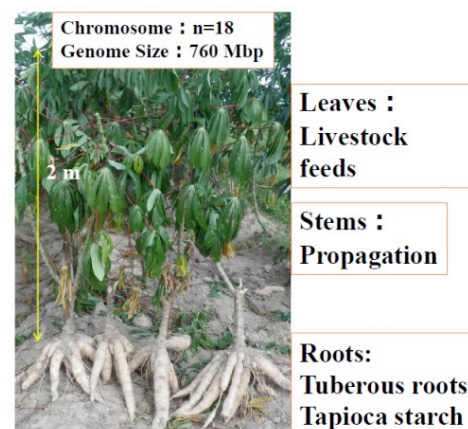 Chromosome：n=18
Genome Size：760 Mbp
2 m
Leaves：
Livestock
feeds
Stems：
Propagation
Roots:
Tuberous roots
Tapioca starch